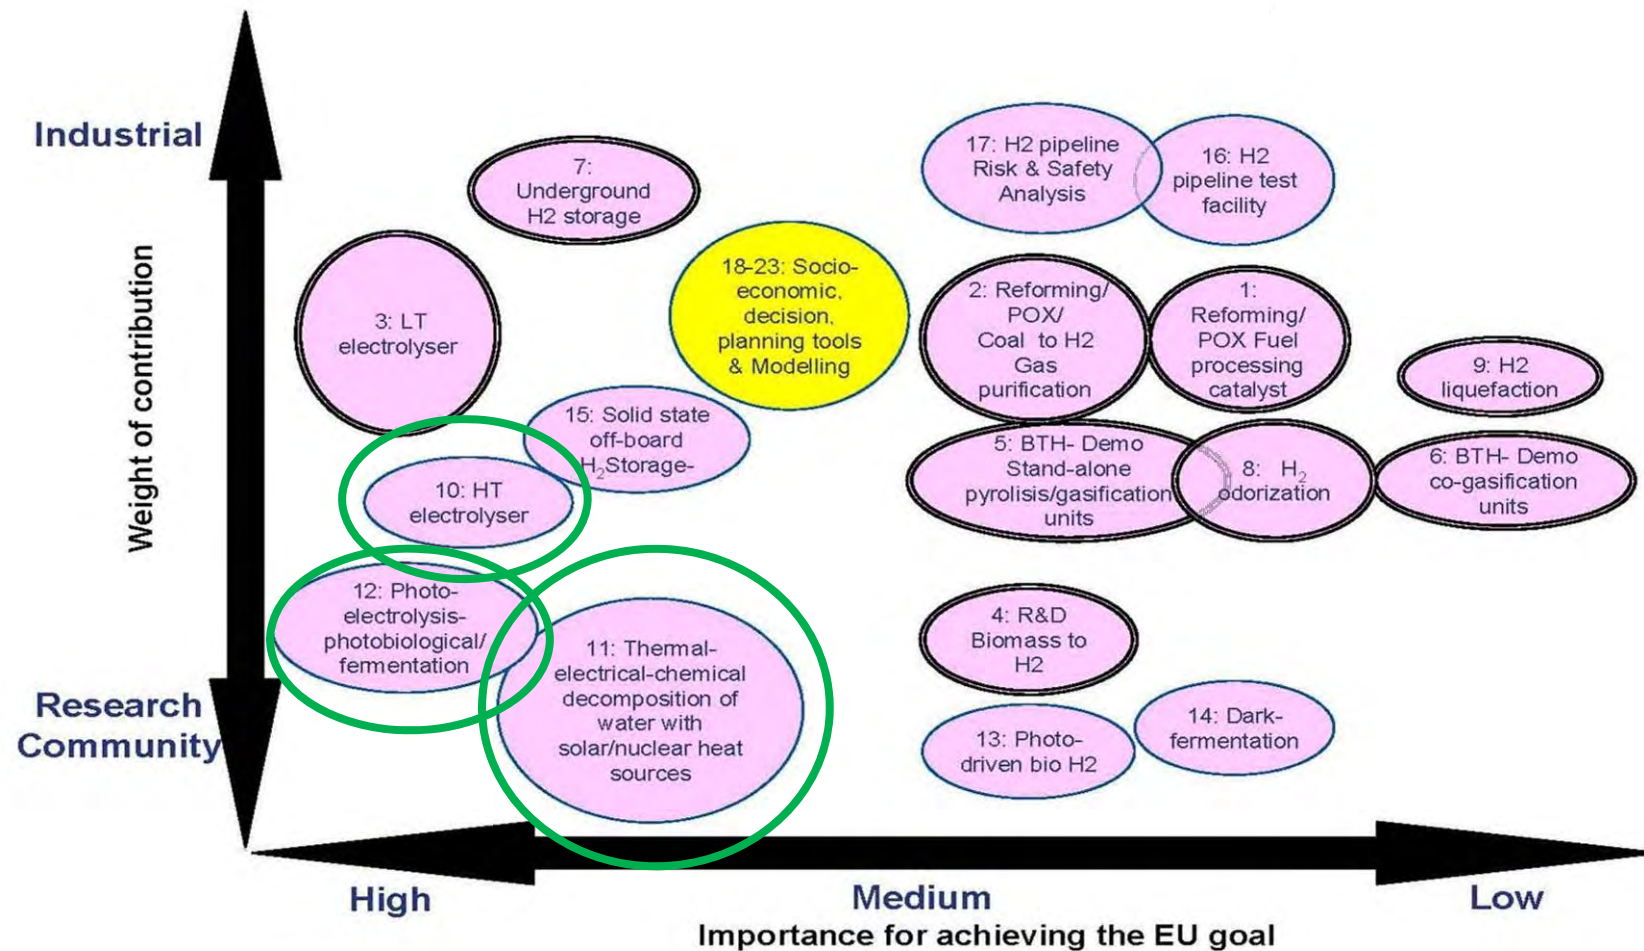 Industrial
Weight of contribution
Research
Community
7:
Underground
H2 storage
17: H2 pipeline
Risk & Safety
Analysis
16: H2
pipeline test
facility
3: LT
electrolyser
18-23: Socio-
economic,
decision,
planning tools
& Modelling
2: Reforming/
POX/
Coal to H2
Gas
purification
1:
Reforming/
POX Fuel
processing
catalyst
9: H2
liquefaction
15: Solid state
off-board
H2Storage-
10: HT
electrolyser
5: BTH- Demo
Stand-alone
pyrolisis/gasification
units
8: H2
odorization
6: BTH- Demo
co-gasification
units
12: Photo-
electrolysis-
photobiological/
fermentation
11: Thermal-
electrical-chemical
decomposition of
water with
solar/nuclear heat
sources
4: R&D
Biomass to
H2
13: Photo-
driven bio H2
14: Dark-
fermentation
High
Medium
Low
Importance for achieving the EU goal